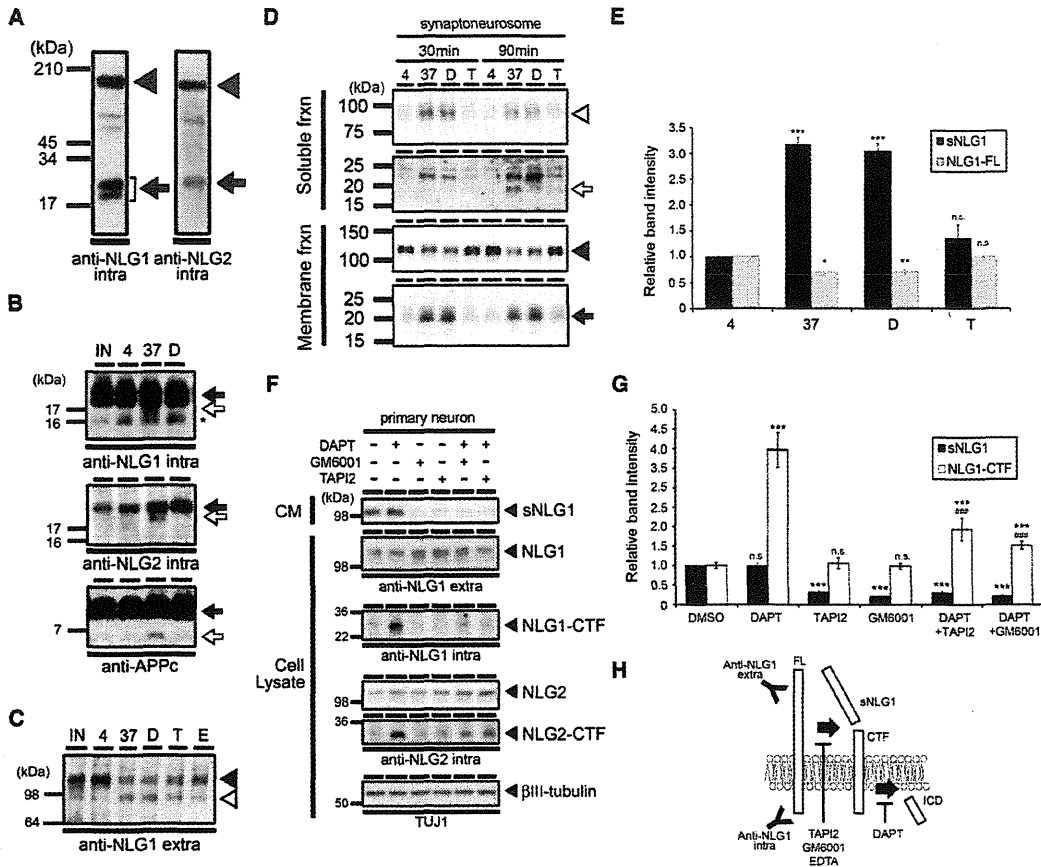 A
(kDa)
210
45
34
17
anti-NLG1 intra
anti-NLG2 intra
B
IN 4 37 D
(kDa)
17
16
*
anti-NLG1 intra
17
16
anti-NLG2 intra
7
anti-APPc
C
IN 4 37 D T E
(kDa)
98
64
anti-NLG1 extra
D
synaptoneurosome
30min 90min
4 37 D T 4 37 D T
(kDa)
Soluble frxn
100
75
25
20
15
Membrane frxn
150
100
25
20
15
E
Relative band intensity
3.5
3.0
2.5
2.0
1.5
1.0
0.5
0
sNLG1
NLG1-FL
***
*
***
**
n.s.
n.s
4 37 D T
F
primary neuron
DAPT - + - - + +
GM6001 - - + - + -
TAPI2 - - - + - +
(kDa)
CM
98
sNLG1
Cell Lysate
98
NLG1
anti-NLG1 extra
36
22
NLG1-CTF
anti-NLG1 intra
98
NLG2
36
NLG2-CTF
anti-NLG2 intra
50
βIII-tubulin
TUJ1
G
Relative band intensity
5.0
4.5
4.0
3.5
3.0
2.5
2.0
1.5
1.0
0.5
0
sNLG1
NLG1-CTF
n.s
***
***
n.s.
***
n.s.
***
***
###
***
***
###
DMSO DAPT TAPI2 GM6001 DAPT +TAPI2 DAPT +GM6001
H
Anti-NLG1 extra
FL
sNLG1
CTF
ICD
Anti-NLG1 intra
TAPI2
GM6001
EDTA
DAPT